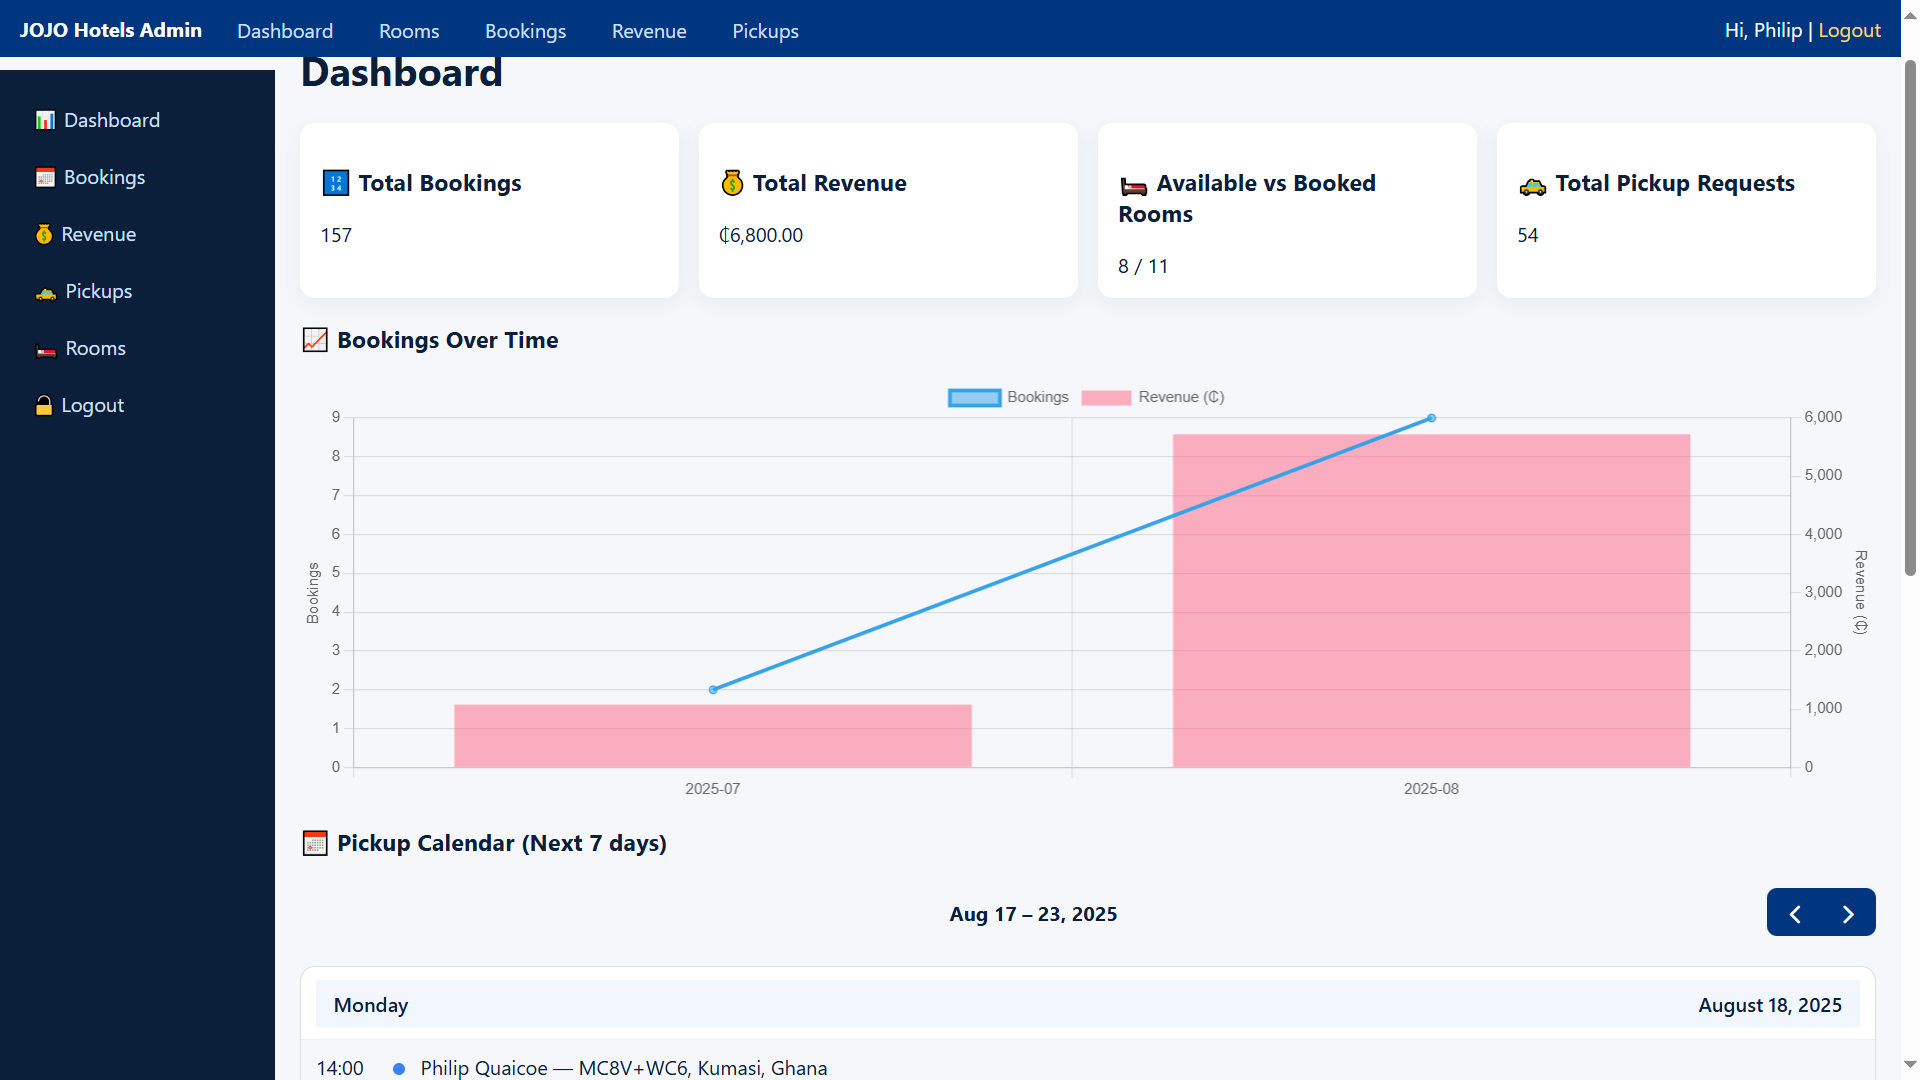 JOJO Hotels Admin Dashboard Rooms Bookings Revenue Pickups Hi, Philip | Logout
Dashboard
Bookings
Revenue
Pickups
Rooms
Logout
Dashboard
Total Bookings
157
Total Revenue
₵6,800.00
Available vs Booked
Rooms
8 / 11
Total Pickup Requests
54
Bookings Over Time
Bookings Revenue (₵)
Bookings
9
8
7
6
5
4
3
2
1
0
6,000
5,000
4,000
3,000
2,000
1,000
0
Revenue (₵)
2025-07 2025-08
Pickup Calendar (Next 7 days)
Aug 17 – 23, 2025
Monday August 18, 2025
14:00 Philip Quaicoe — MC8V+WC6, Kumasi, Ghana